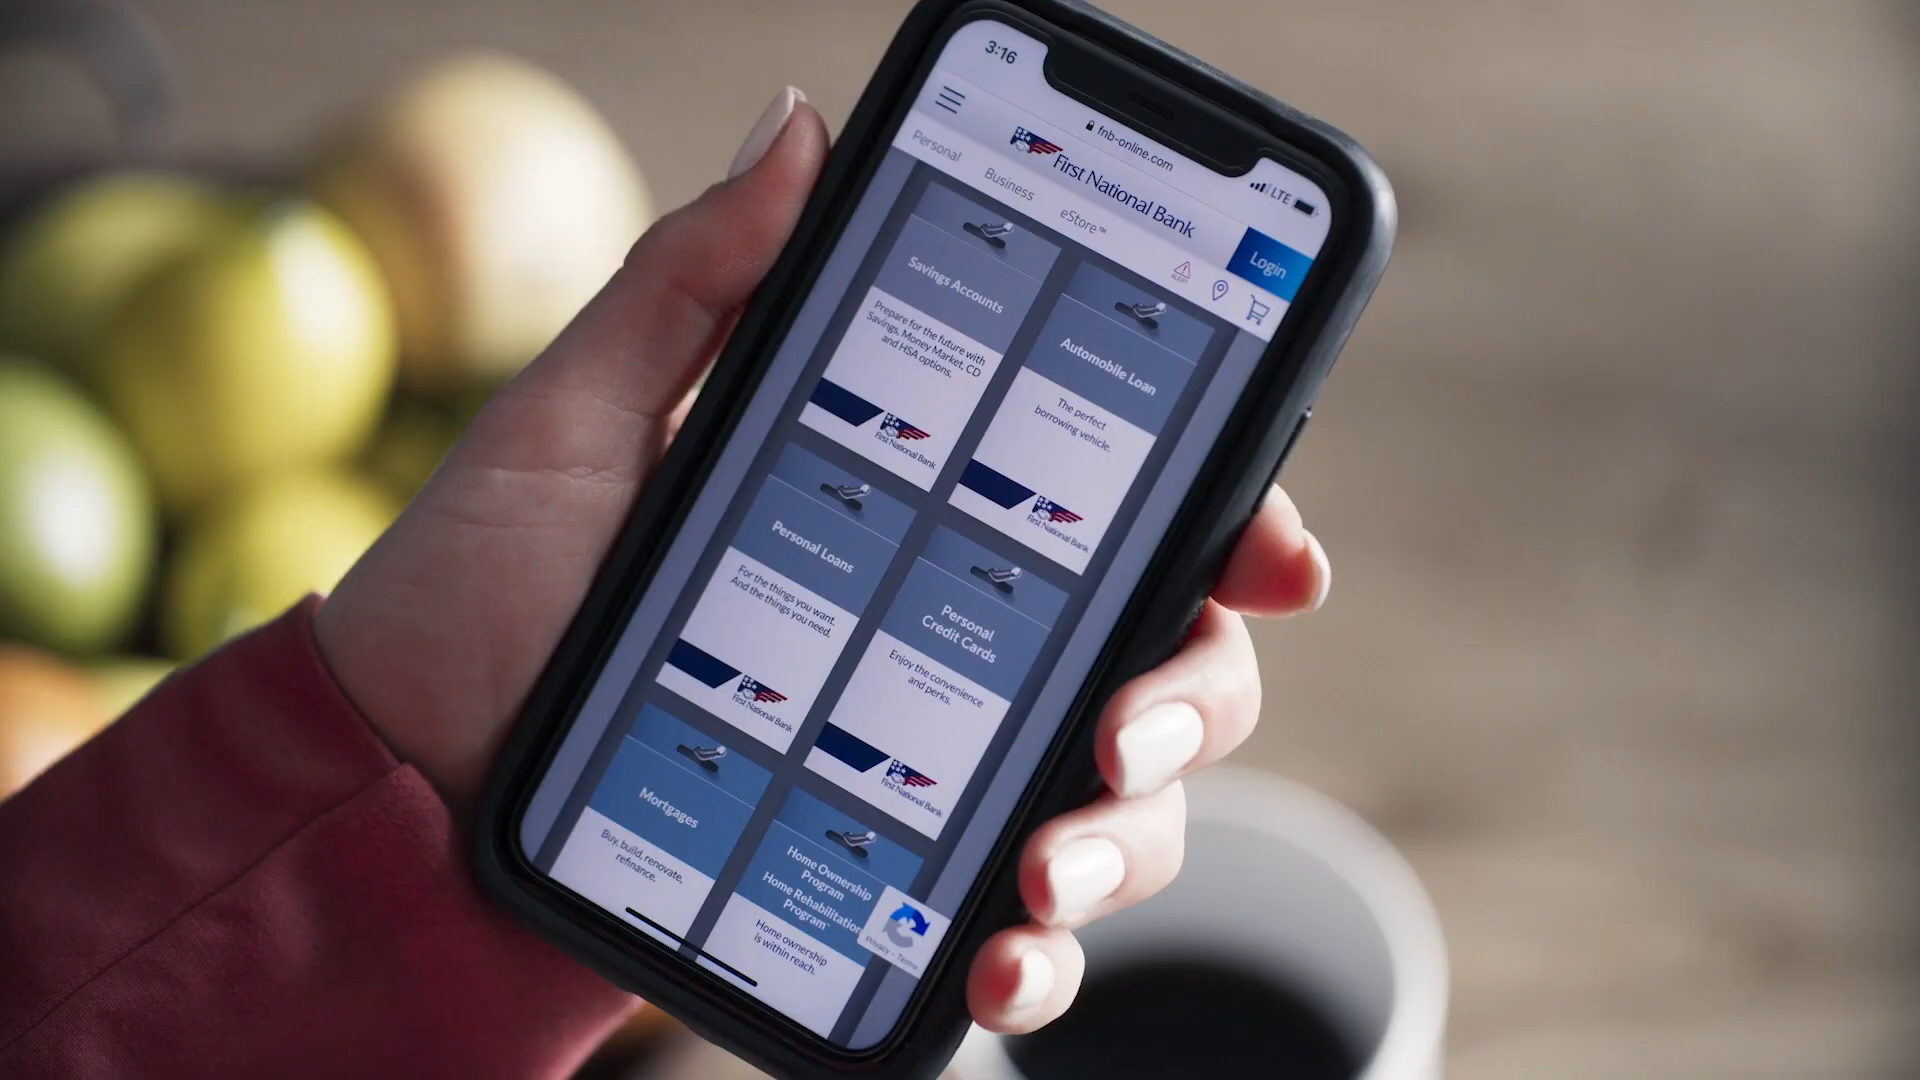 3:16
fnb-online.com
LTE
First National Bank
Login
Personal
Business
eStore™
ALERT
Savings Accounts
Prepare for the future with
Savings, Money Market, CD
and HSA options.
First National Bank
Automobile Loan
The perfect
borrowing vehicle.
First National Bank
Personal Loans
For the things you want.
And the things you need.
First National Bank
Personal
Credit Cards
Enjoy the convenience
and perks.
First National Bank
Mortgages
Buy, build, renovate,
refinance.
Home Ownership
Program
Home Rehabilitation
Program
Home ownership
is within reach.
Privacy - Terms